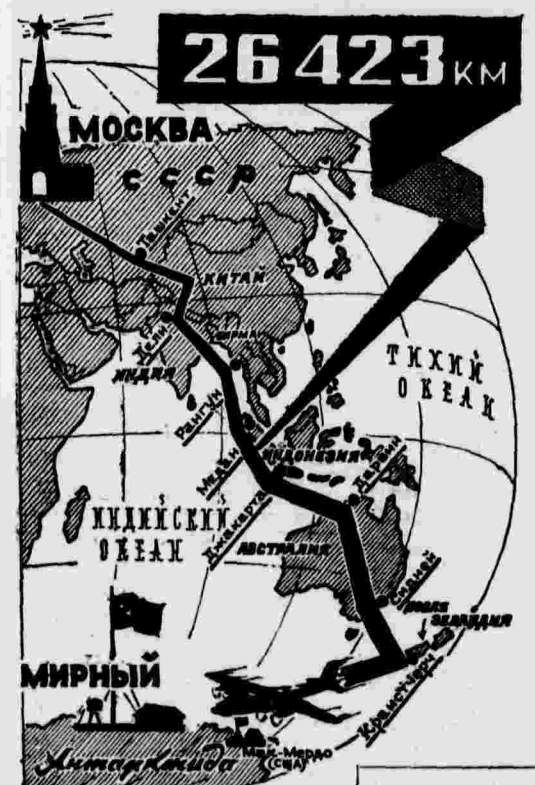 26 423 КМ
МОСКВА
СССР
Ташкент
КИТАЙ
Дели
БИРМА
ИНДИЯ
Рангун
ТИХИЙ
ОКЕАН
Медан
ИНДОНЕЗИЯ
Дарвин
Джакарта
ИНДИЙСКИЙ
ОКЕАН
АВСТРАЛИЯ
Сидней
ЗЕЛАНДИЯ
МИРНЫЙ
Крайстчерч
Мак-Мердо
(США)
Антарктида